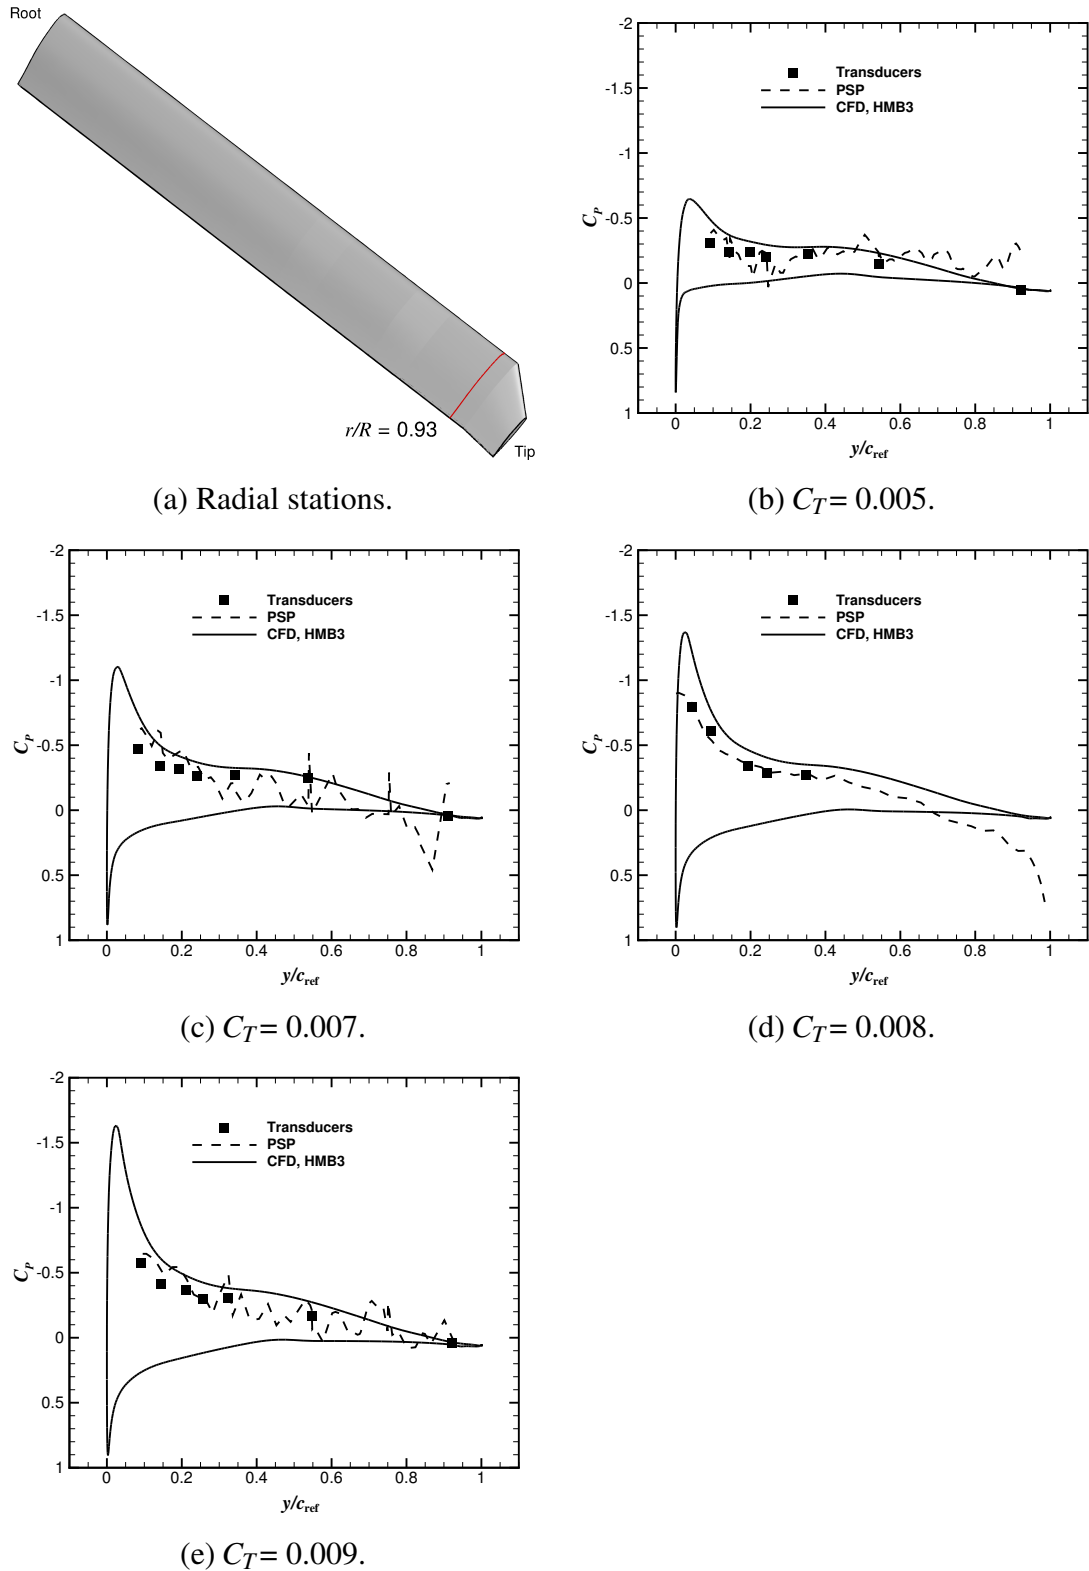 Root
r/R = 0.93
Tip
(a) Radial stations.
-2
-1.5
-1
-0.5
0
0.5
1
C_P
Transducers
PSP
CFD, HMB3
0 0.2 0.4 0.6 0.8 1
y/c_ref
(b) C_T = 0.005.
-2
-1.5
-1
-0.5
0
0.5
1
C_P
Transducers
PSP
CFD, HMB3
0 0.2 0.4 0.6 0.8 1
y/c_ref
(c) C_T = 0.007.
-2
-1.5
-1
-0.5
0
0.5
1
C_P
Transducers
PSP
CFD, HMB3
0 0.2 0.4 0.6 0.8 1
y/c_ref
(d) C_T = 0.008.
-2
-1.5
-1
-0.5
0
0.5
1
C_P
Transducers
PSP
CFD, HMB3
0 0.2 0.4 0.6 0.8 1
y/c_ref
(e) C_T = 0.009.